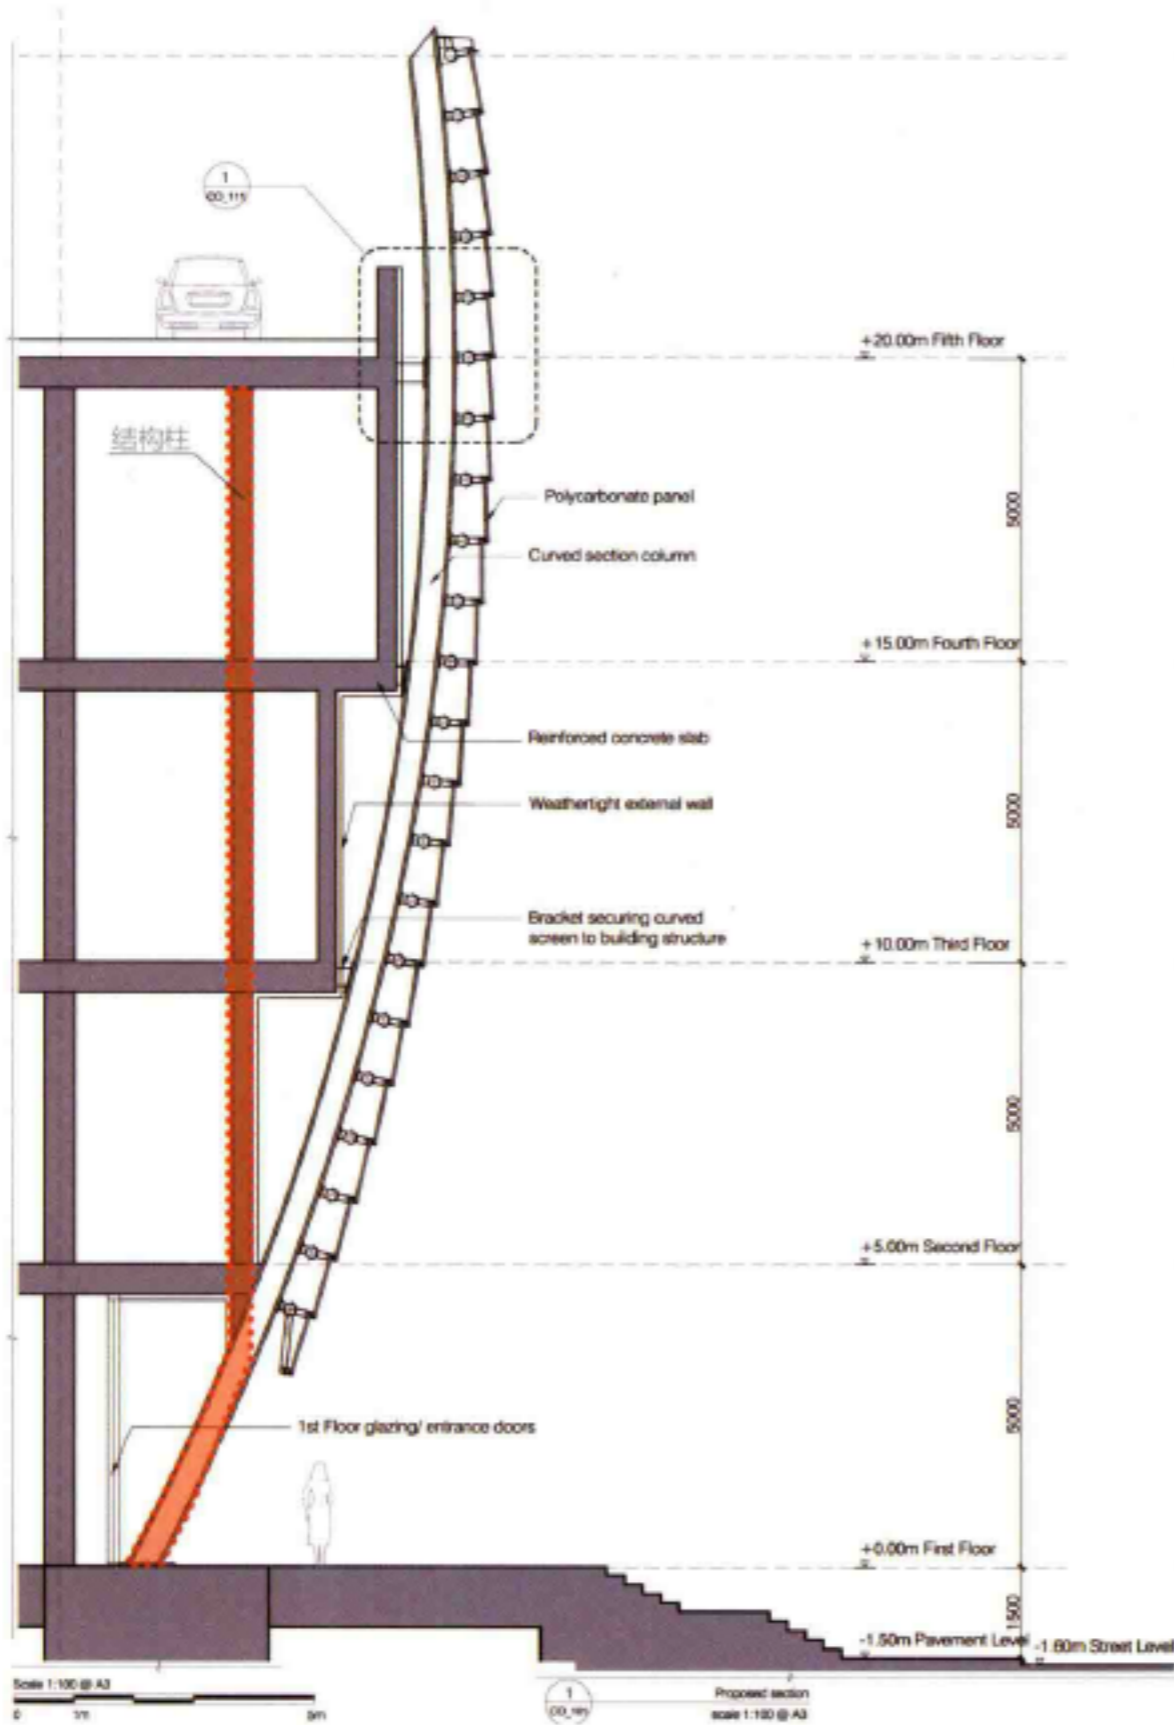 1
CO_111
+20.00m Fifth Floor
结构柱
Polycarbonate panel
5000
Curved section column
+15.00m Fourth Floor
Reinforced concrete slab
Weathertight external wall
5000
Bracket securing curved
screen to building structure
+10.00m Third Floor
5000
+5.00m Second Floor
1st Floor glazing/ entrance doors
5000
+0.00m First Floor
1500
-1.50m Pavement Level
-1.60m Street Level
Scale 1:100 @ A3
0 1m 5m
1
Proposed section
scale 1:100 @ A3